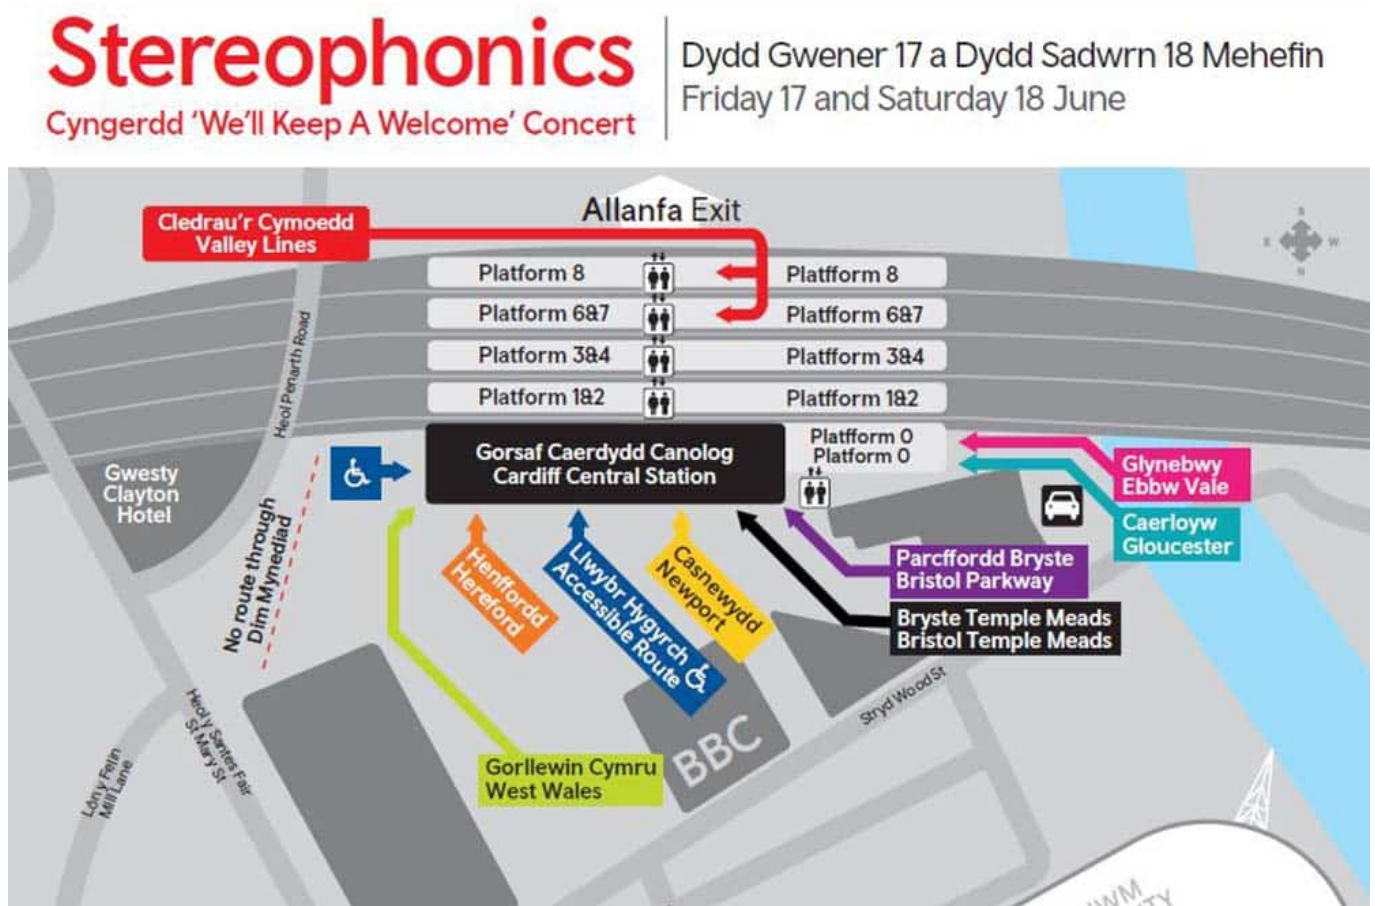 Stereophonics
Cyngerdd ‘We’ll Keep A Welcome’ Concert
Dydd Gwener 17 a Dydd Sadwrn 18 Mehefin
Friday 17 and Saturday 18 June
Allanfa Exit
Cledrau’r Cymoedd
Valley Lines
S
E
W
N
Platform 8
Platfform 8
Platform 6&7
Platfform 6&7
Platform 3&4
Platfform 3&4
Platform 1&2
Platfform 1&2
Heol Penarth Road
Platfform 0
Platform 0
Gorsaf Caerdydd Canolog
Cardiff Central Station
Glynebwy
Ebbw Vale
Gwesty
Clayton
Hotel
Caerloyw
Gloucester
No route through
Dim Mynediad
Henffordd
Hereford
Llwybr Hygyrch
Accessible Route
Casnewydd
Newport
Parcffordd Bryste
Bristol Parkway
Bryste Temple Meads
Bristol Temple Meads
Stryd Wood St
Heol y Santes Fair
St Mary St
BBC
Gorllewin Cymru
West Wales
Lôn y Felin
Mill Lane